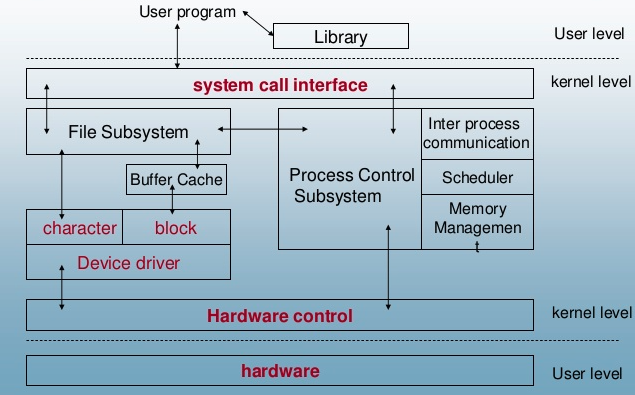 User program
Library
User level
system call interface
kernel level
File Subsystem
Inter process
communication
Buffer Cache
Process Control
Subsystem
Scheduler
Memory
Managemen
t
character
block
Device driver
Hardware control
kernel level
hardware
User level